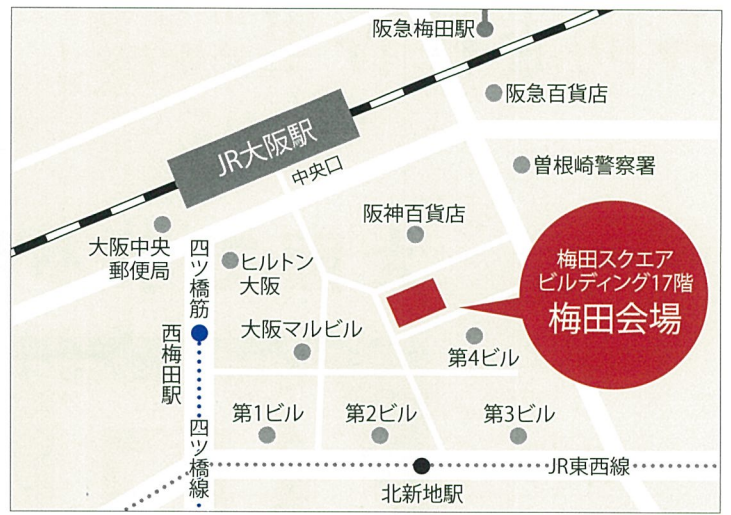 阪急梅田駅
阪急百貨店
JR大阪駅
中央口
曽根崎警察署
阪神百貨店
大阪中央
郵便局
四ツ橋筋
ヒルトン
大阪
梅田スクエア
ビルディング17階
梅田会場
西梅田駅
大阪マルビル
第4ビル
第1ビル
第2ビル
第3ビル
四ツ橋線
JR東西線
北新地駅